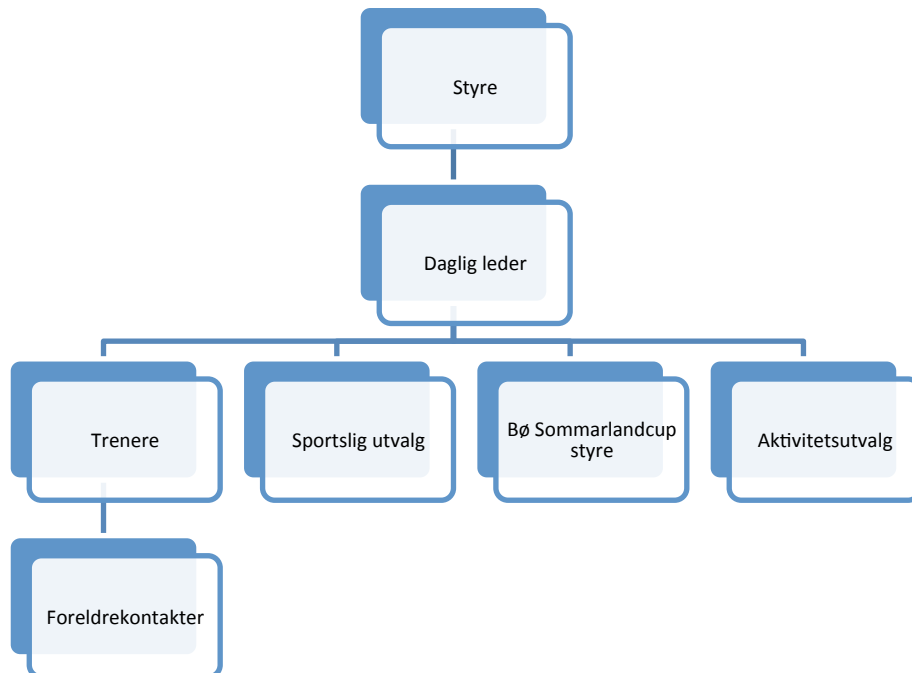 Styre
Daglig leder
Trenere
Sportslig utvalg
Bø Sommarlandcup
styre
Aktivitetsutvalg
Foreldrekontakter